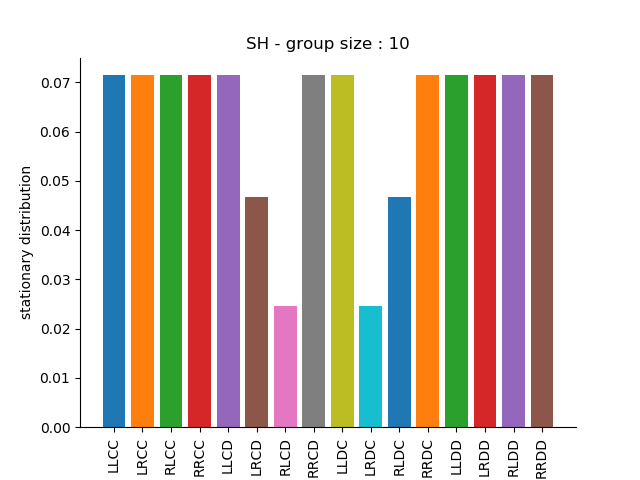 SH - group size : 10
stationary distribution
0.07
0.06
0.05
0.04
0.03
0.02
0.01
0.00
LLCC
LRCC
RLCC
RRCC
LLCD
LRCD
RLCD
RRCD
LLDC
LRDC
RLDC
RRDC
LLDD
LRDD
RLDD
RRDD